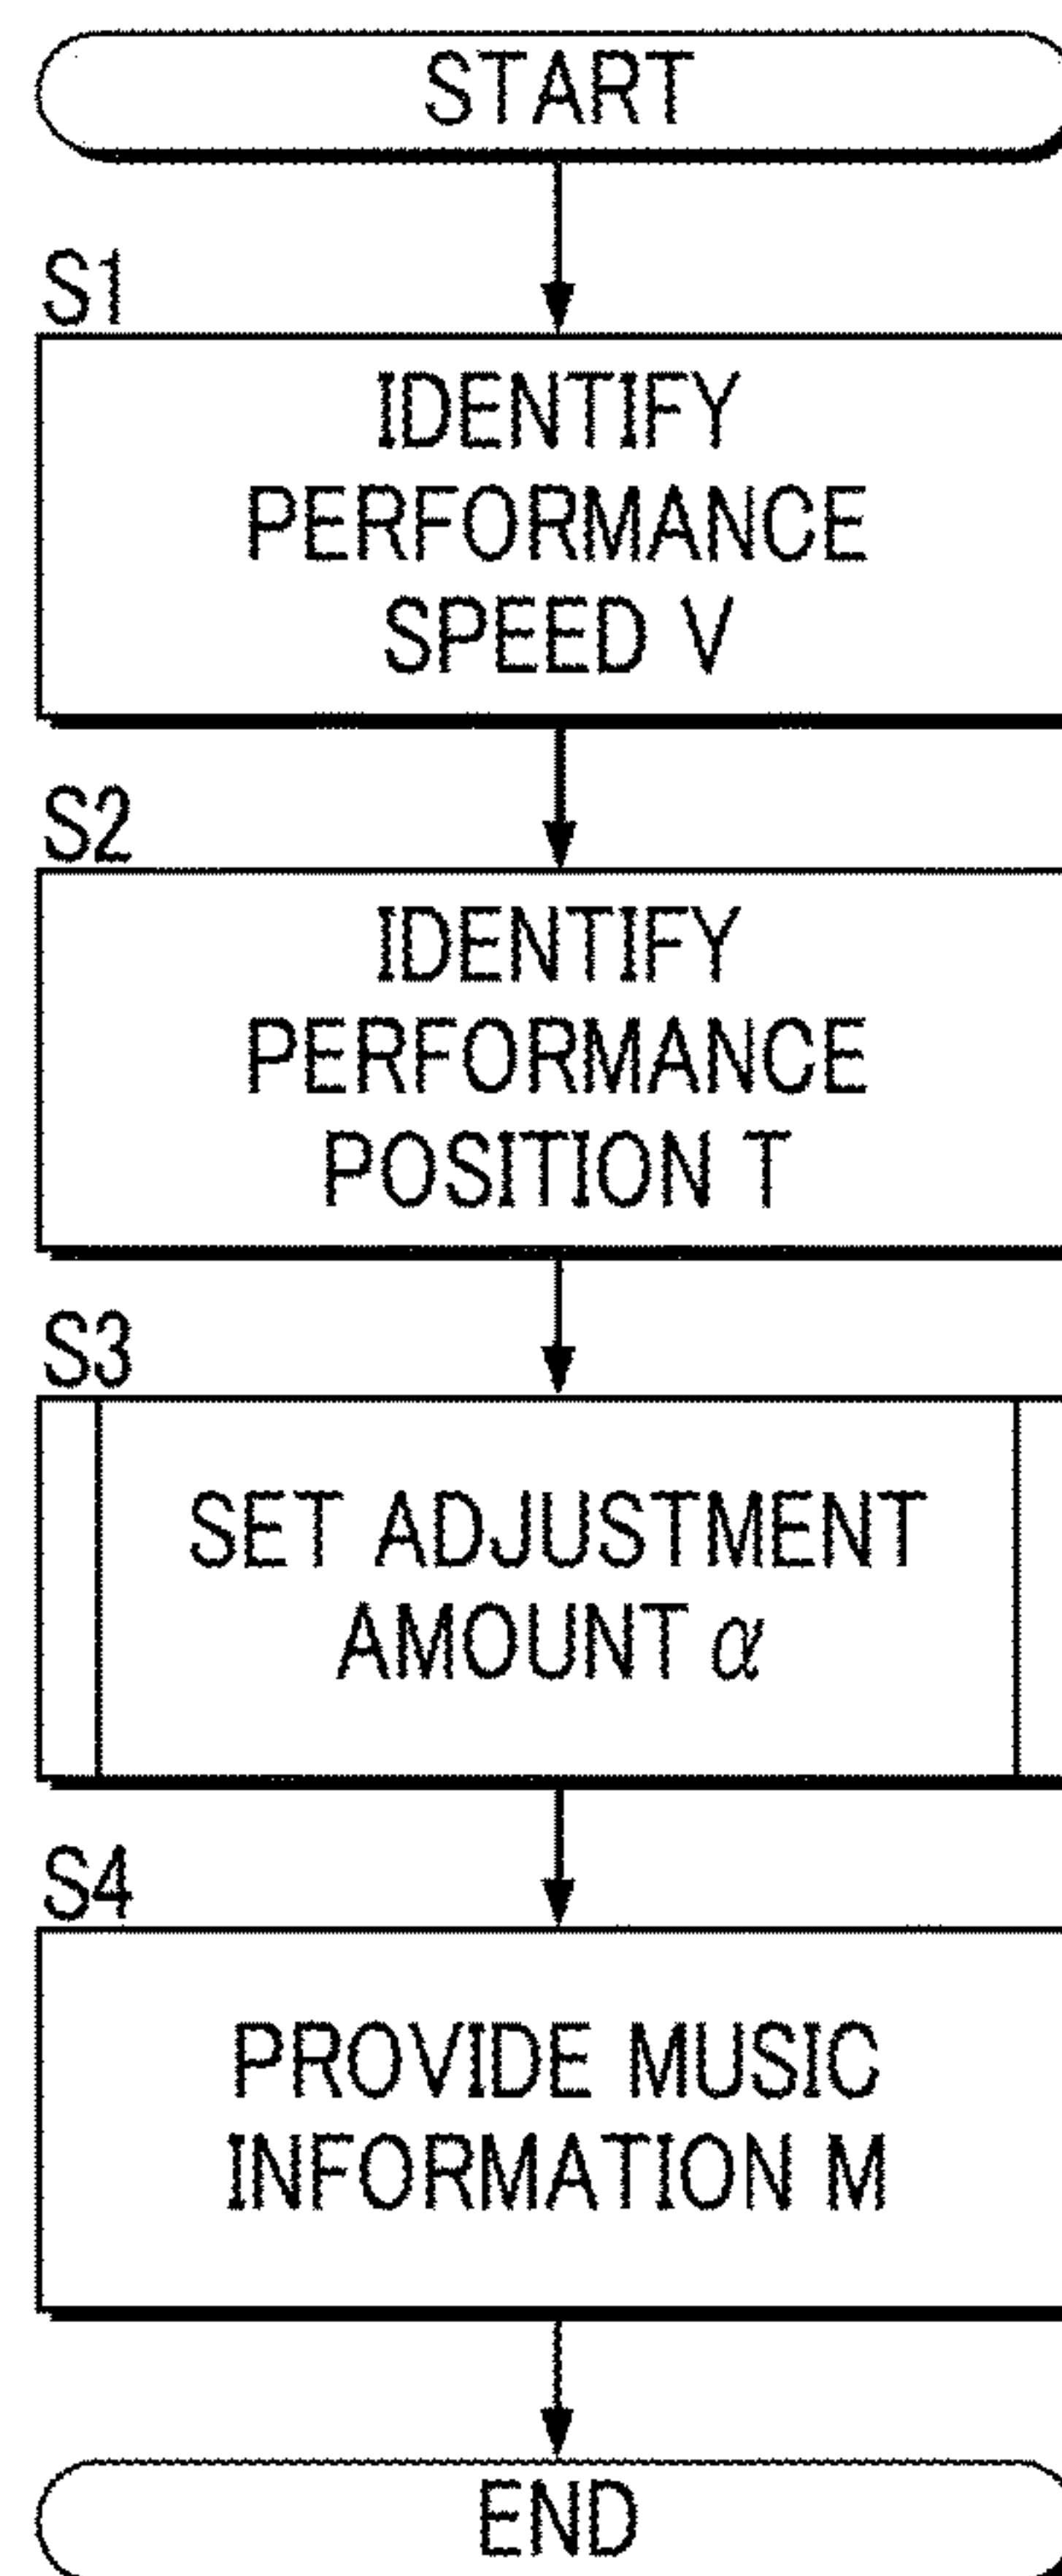 START
S1
IDENTIFY
PERFORMANCE
SPEED V
S2
IDENTIFY
PERFORMANCE
POSITION T
S3
SET ADJUSTMENT
AMOUNT α
S4
PROVIDE MUSIC
INFORMATION M
END